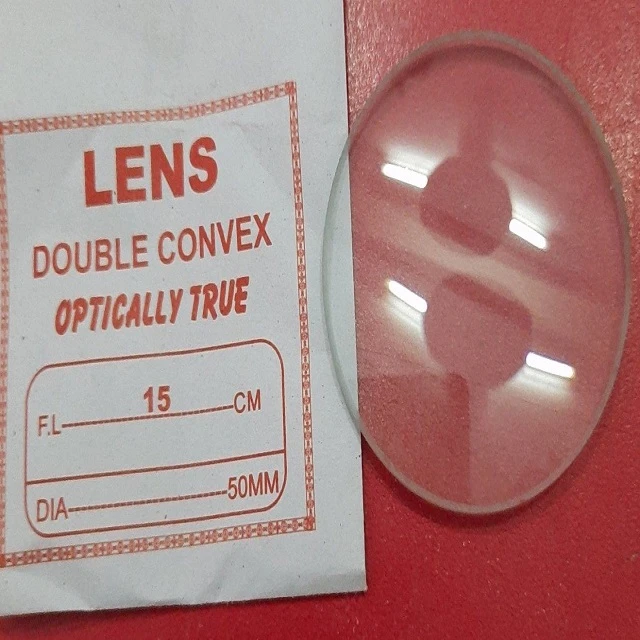 LENS
DOUBLE CONVEX
OPTICALLY TRUE
F.L 15 CM
DIA 50MM